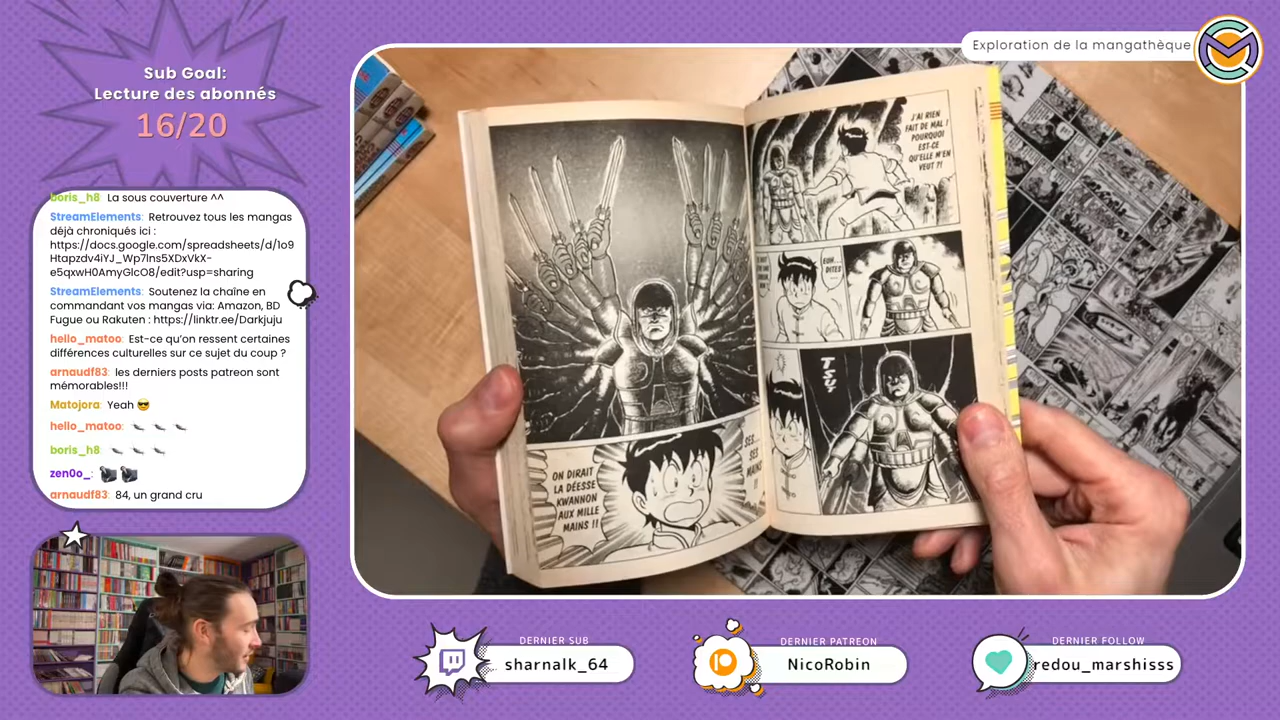 Sub Goal:
Lecture des abonnés
16/20
boris_h8 La sous couverture ^^
StreamElements: Retrouvez tous les mangas
déjà chroniqués ici :
https://docs.google.com/spreadsheets/d/1o9
Htapzdv4iYJ_Wp7lns5XDxVkX-
e5qxwH0AmyGlcO8/edit?usp=sharing
StreamElements: Soutenez la chaîne en
commandant vos mangas via: Amazon, BD
Fugue ou Rakuten : https://linktr.ee/Darkjuju
hello_matoo: Est-ce qu'on ressent certaines
différences culturelles sur ce sujet du coup ?
arnaudf83: les derniers posts patreon sont
mémorables!!!
Matojora: Yeah 😎
hello_matoo:
boris_h8:
zen0o_:
arnaudf83: 84, un grand cru
Exploration de la mangathèque
ON DIRAIT
LA DÉESSE
KWANNON
AUX MILLE
MAINS !!
SES...
SES
MAINS
!!
J'AI RIEN
FAIT DE MAL !
POURQUOI
EST-CE
QU'ELLE M'EN
VEUT ?!
EUH...
DITES
TSUT
DERNIER SUB
sharnalk_64
DERNIER PATREON
NicoRobin
DERNIER FOLLOW
redou_marshisss